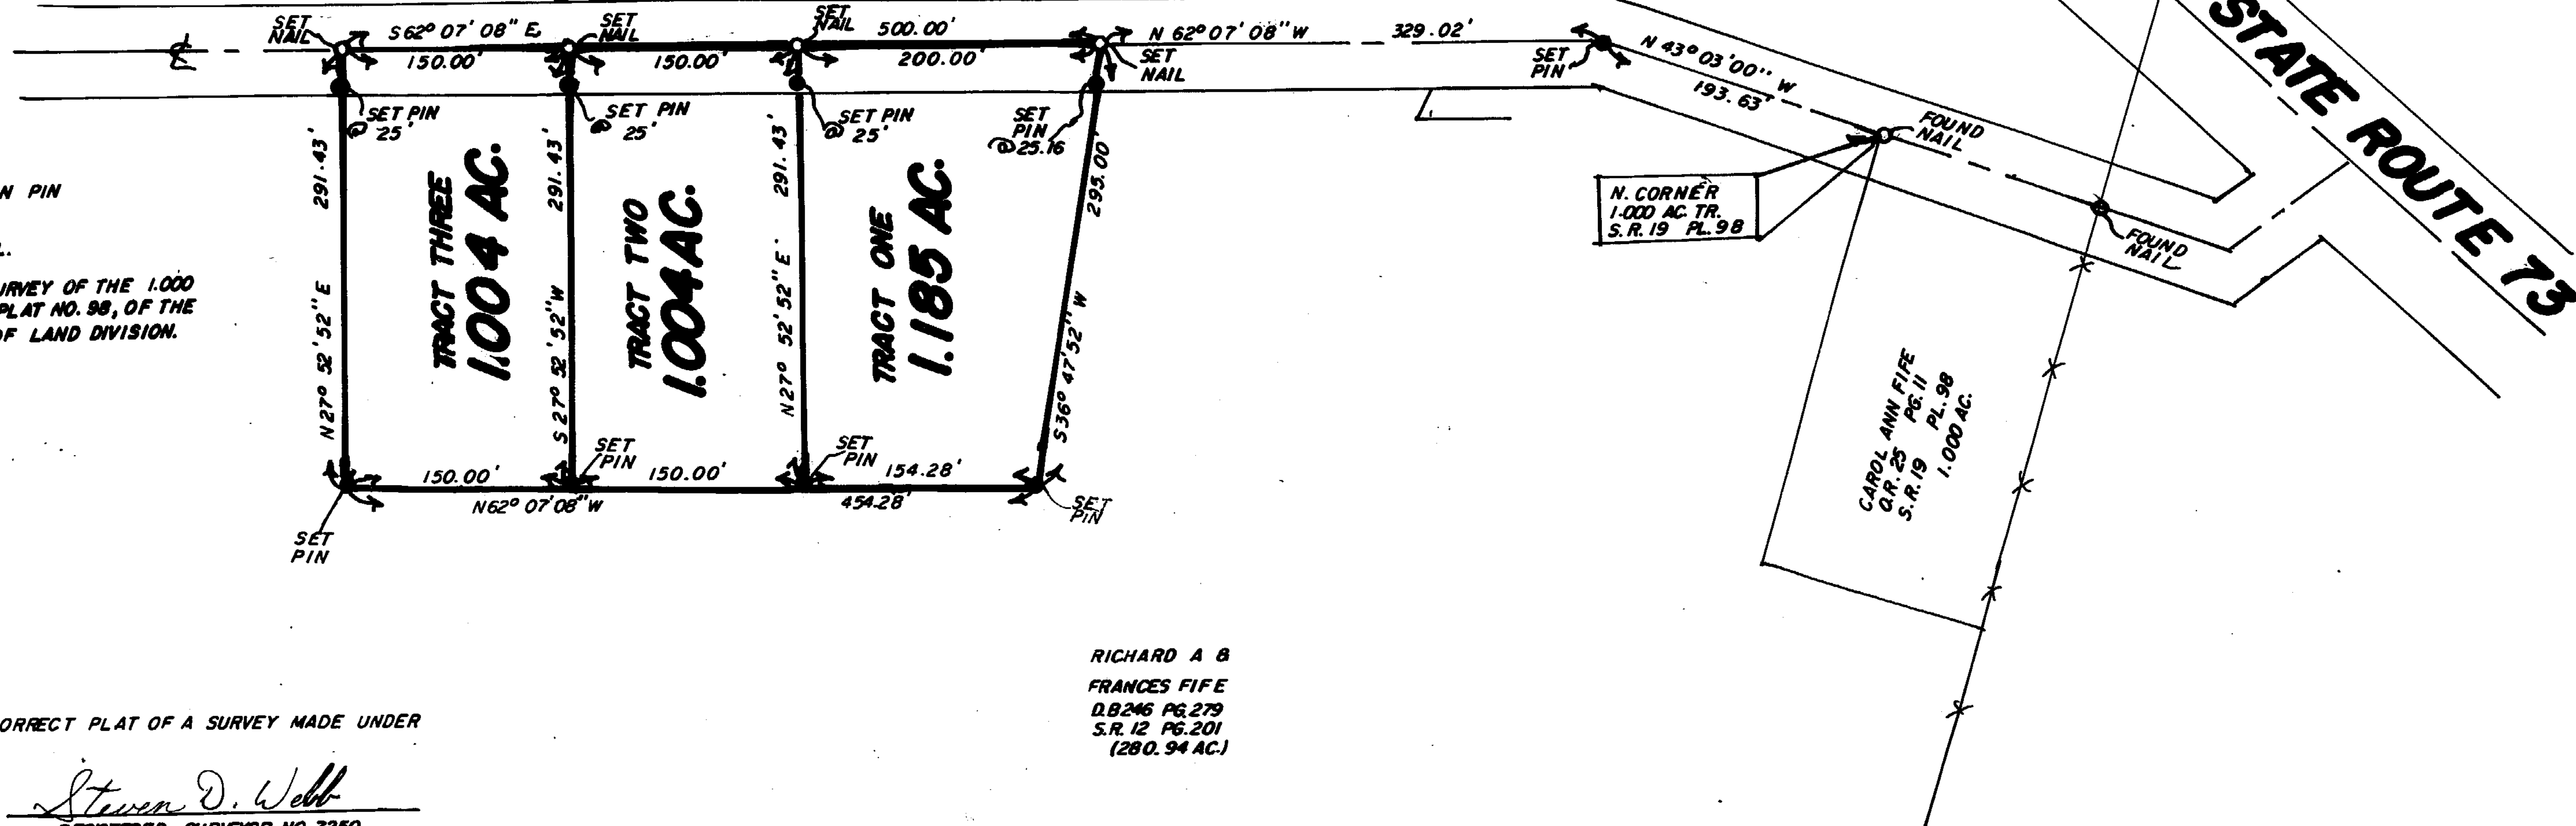 SET
NAIL
S 62° 07' 08" E
150.00'
SET
NAIL
150.00'
SET
NAIL
500.00'
200.00'
SET
NAIL
N 62° 07' 08" W
329.02'
SET
PIN
N 43° 03' 00" W
193.63'
FOUND
NAIL
FOUND
NAIL
STATE ROUTE 73
SET PIN
@ 25'
SET PIN
@ 25'
SET PIN
@ 25'
SET
PIN
@ 25.16
N. CORNER
1.000 AC. TR.
S.R. 19 PL. 98
291.43'
N 27° 52' 52" E
TRACT THREE
1.004 AC.
291.43'
S 27° 52' 52" W
TRACT TWO
1.004 AC.
291.43'
N 27° 52' 52" E
TRACT ONE
1.185 AC.
295.00'
S 36° 47' 52" W
N PIN
URVEY OF THE 1.000
PLAT NO. 98, OF THE
OF LAND DIVISION.
150.00'
SET
PIN
150.00'
SET
PIN
154.28'
N 62° 07' 08" W
454.28'
SET
PIN
SET
PIN
CAROL ANN FIFE
O.R. 25 PG. 11
S.R. 19 PL. 98
1.000 AC.
RICHARD A &
FRANCES FIFE
D.B 246 PG. 279
S.R. 12 PG. 201
(280.94 AC.)
ORRECT PLAT OF A SURVEY MADE UNDER
Steven D. Webb